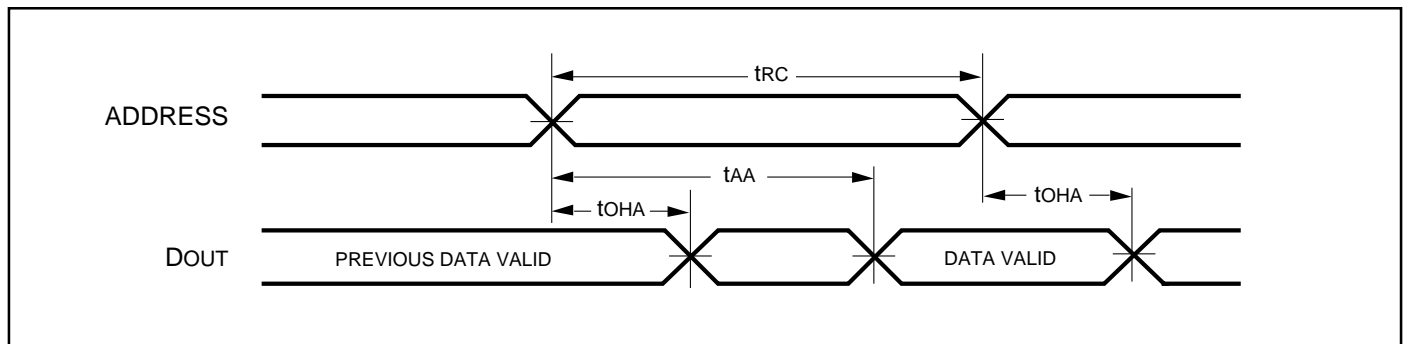 tRC
ADDRESS
tAA
tOHA
tOHA
DOUT
PREVIOUS DATA VALID
DATA VALID